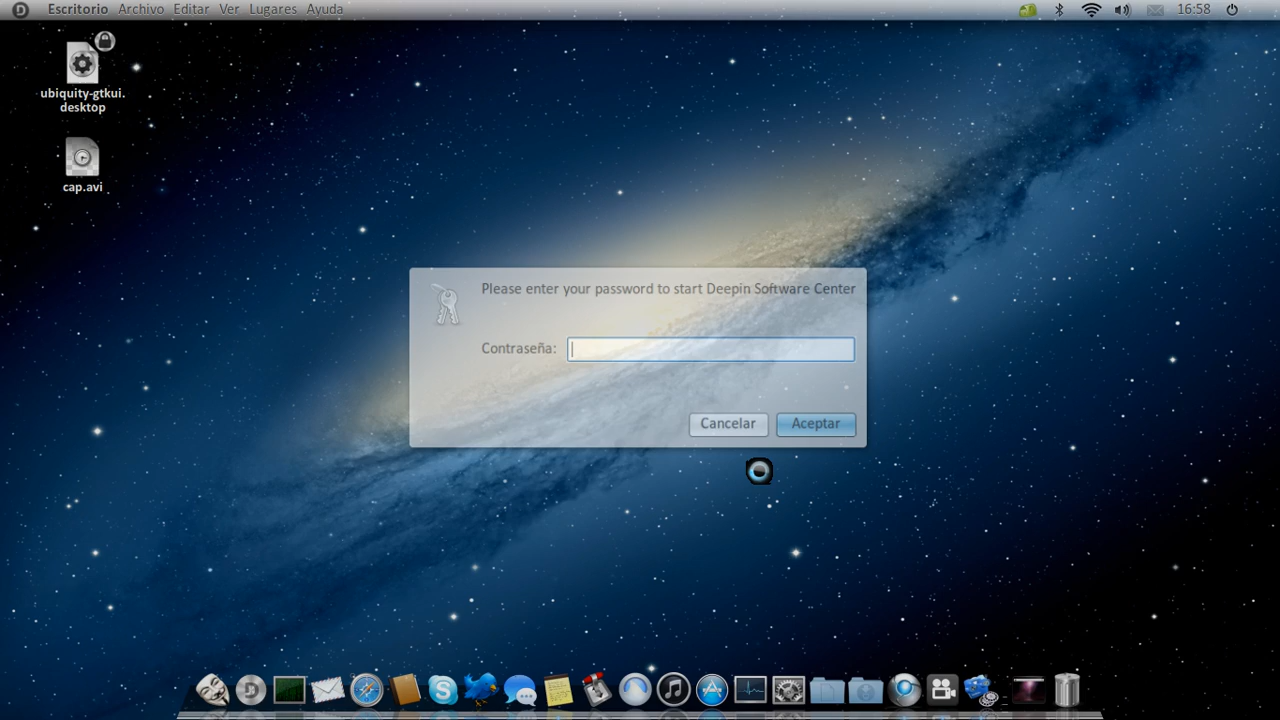 Escritorio Archivo Editar Ver Lugares Ayuda 16:58
ubiquity-gtkui.
desktop
cap.avi
Please enter your password to start Deepin Software Center
Contraseña:
Cancelar Aceptar